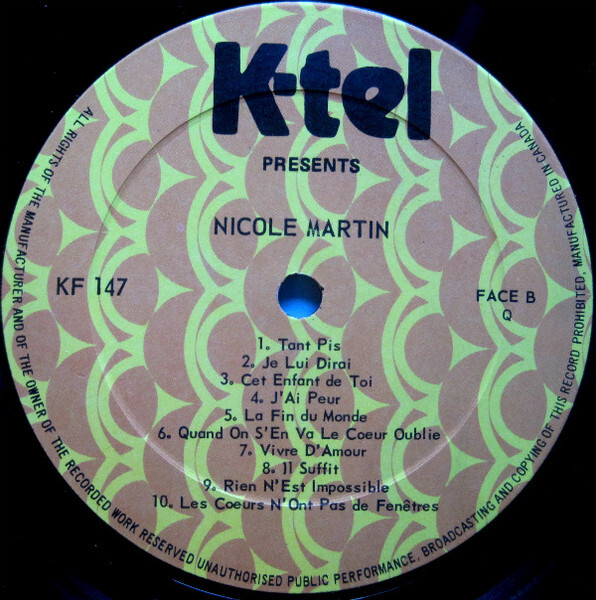 K-tel
PRESENTS
NICOLE MARTIN
KF 147
FACE B
Q
1. Tant Pis
2. Je Lui Dirai
3. Cet Enfant de Toi
4. J'Ai Peur
5. La Fin du Monde
6. Quand On S'En Va Le Coeur Oublie
7. Vivre D'Amour
8. Il Suffit
9. Rien N'Est Impossible
10. Les Coeurs N'Ont Pas de Fenêtres
ALL RIGHTS OF THE MANUFACTURER AND OF THE OWNER OF THE RECORDED WORK RESERVED UNAUTHORISED PUBLIC PERFORMANCE, BROADCASTING AND COPYING OF THIS RECORD PROHIBITED, MANUFACTURED IN CANADA